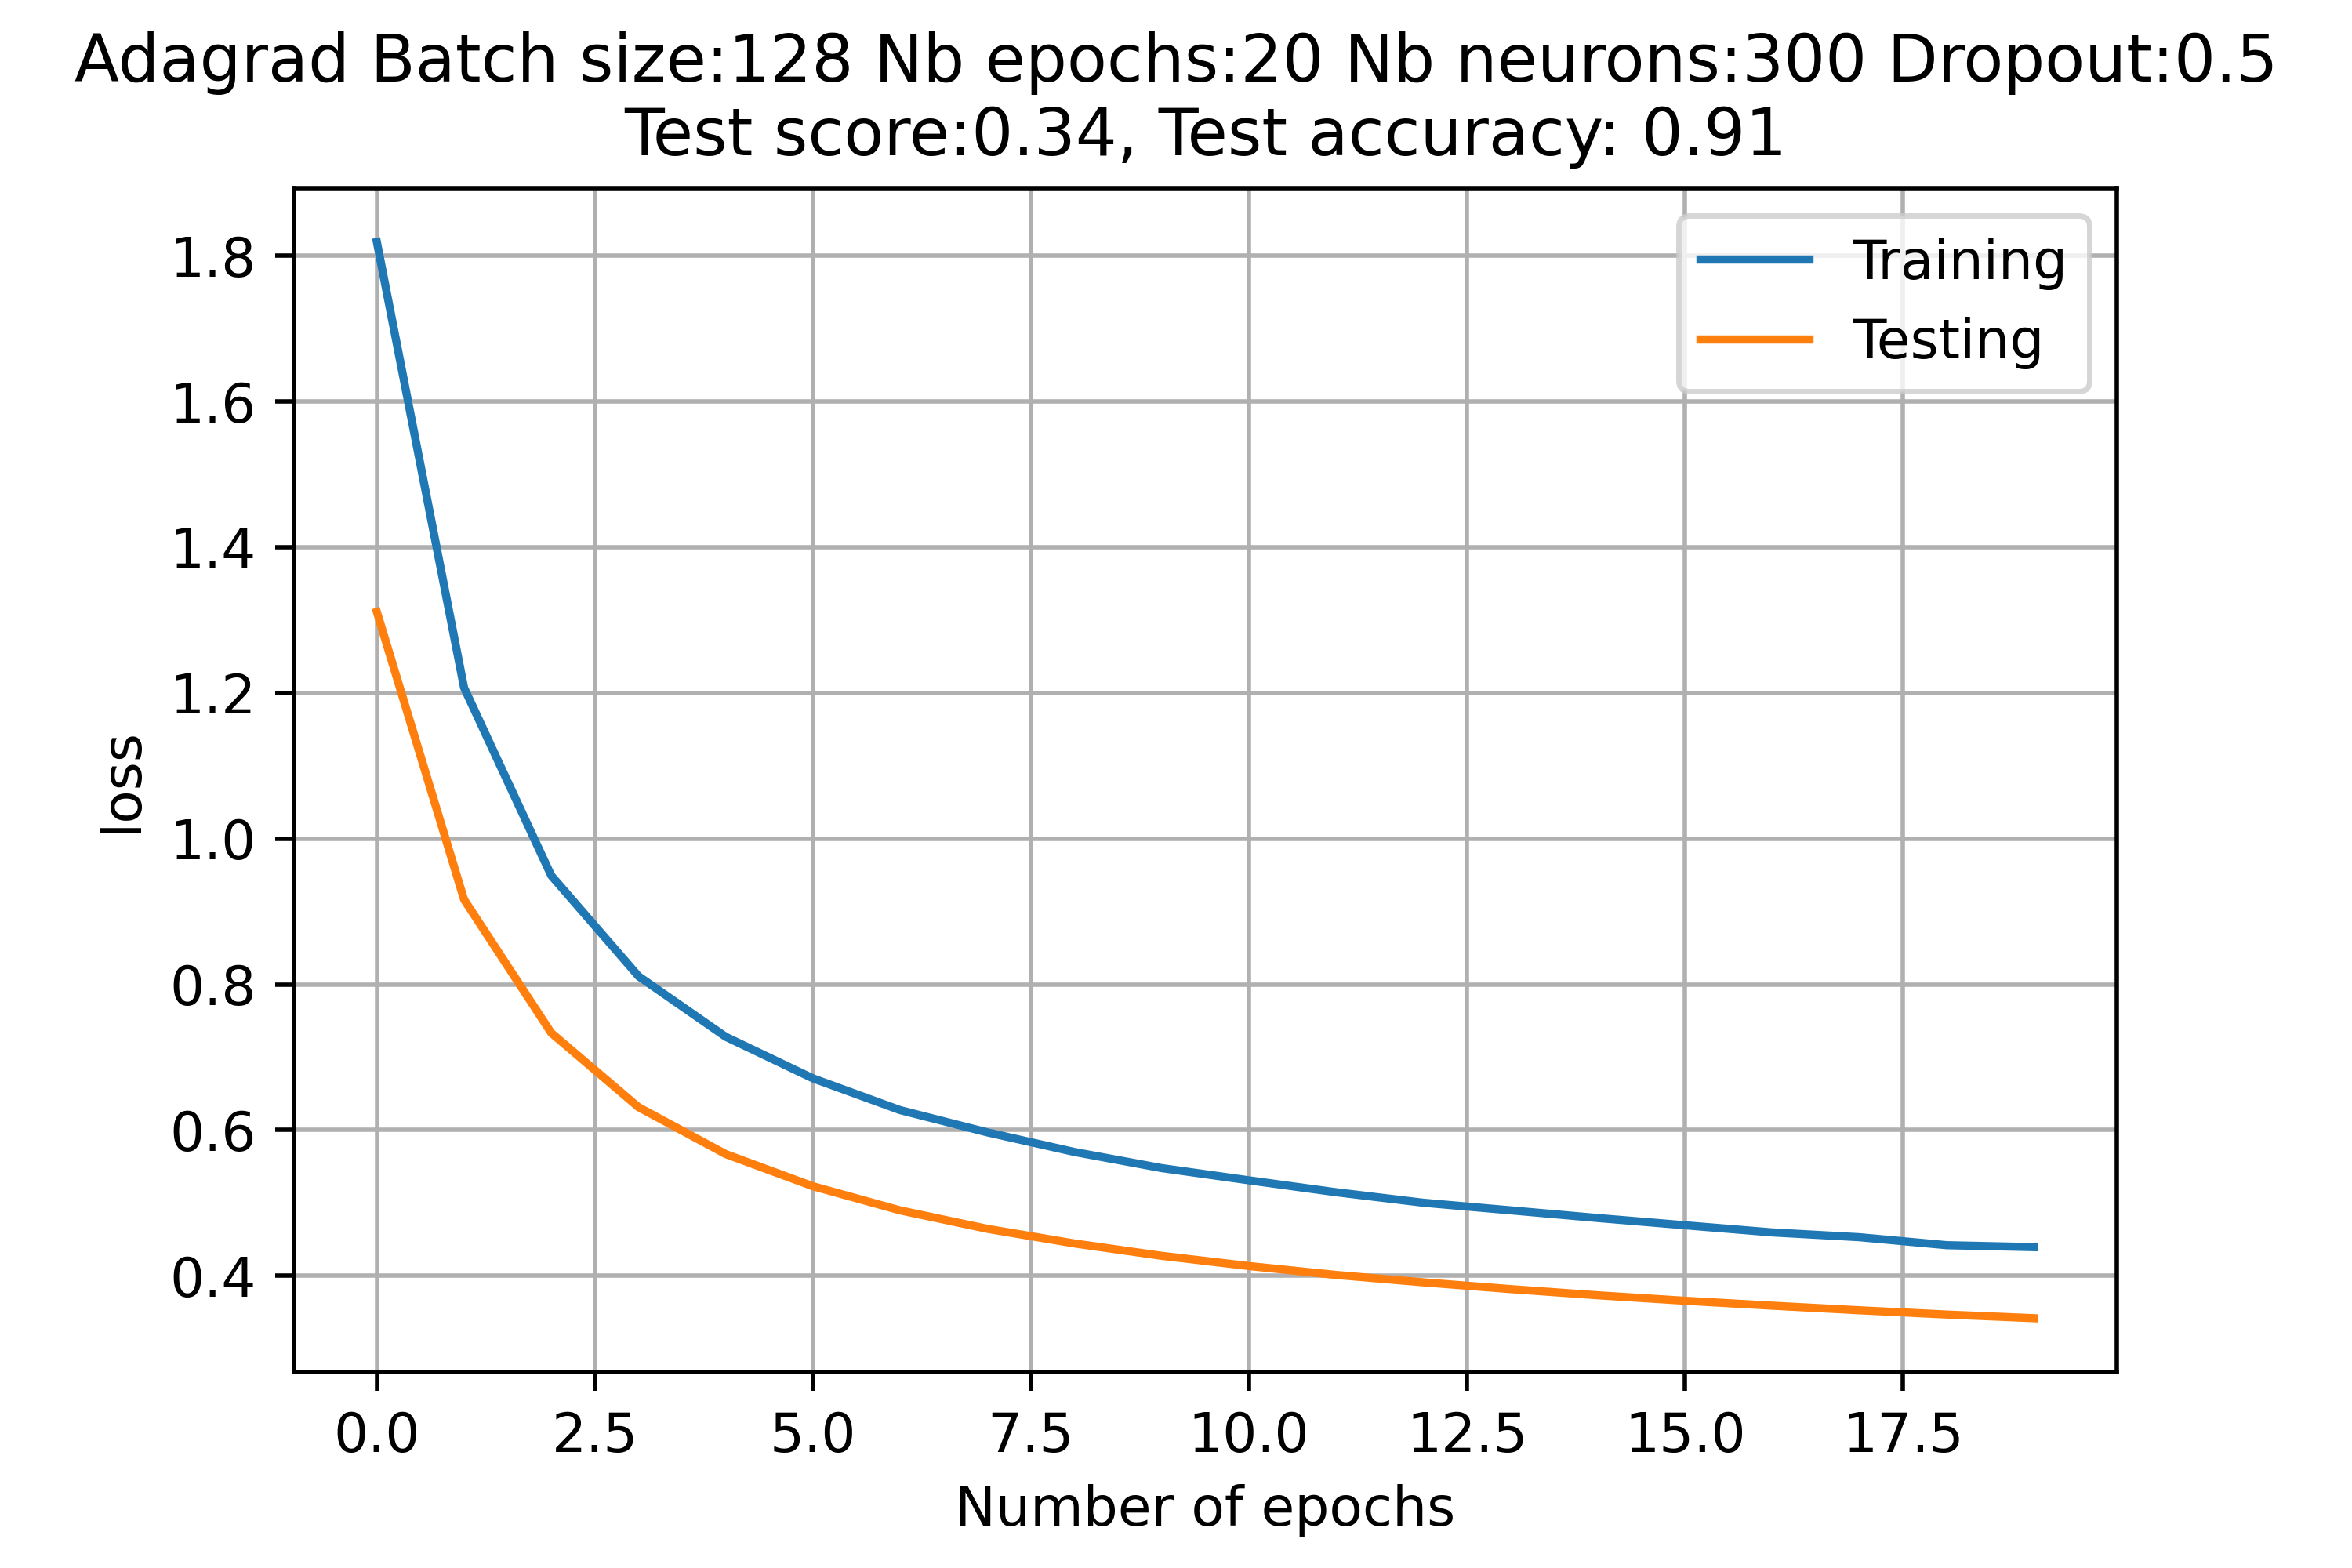 Adagrad Batch size:128 Nb epochs:20 Nb neurons:300 Dropout:0.5
Test score:0.34, Test accuracy: 0.91
Training
Testing
1.8
1.6
1.4
1.2
1.0
0.8
0.6
0.4
loss
0.0 2.5 5.0 7.5 10.0 12.5 15.0 17.5
Number of epochs